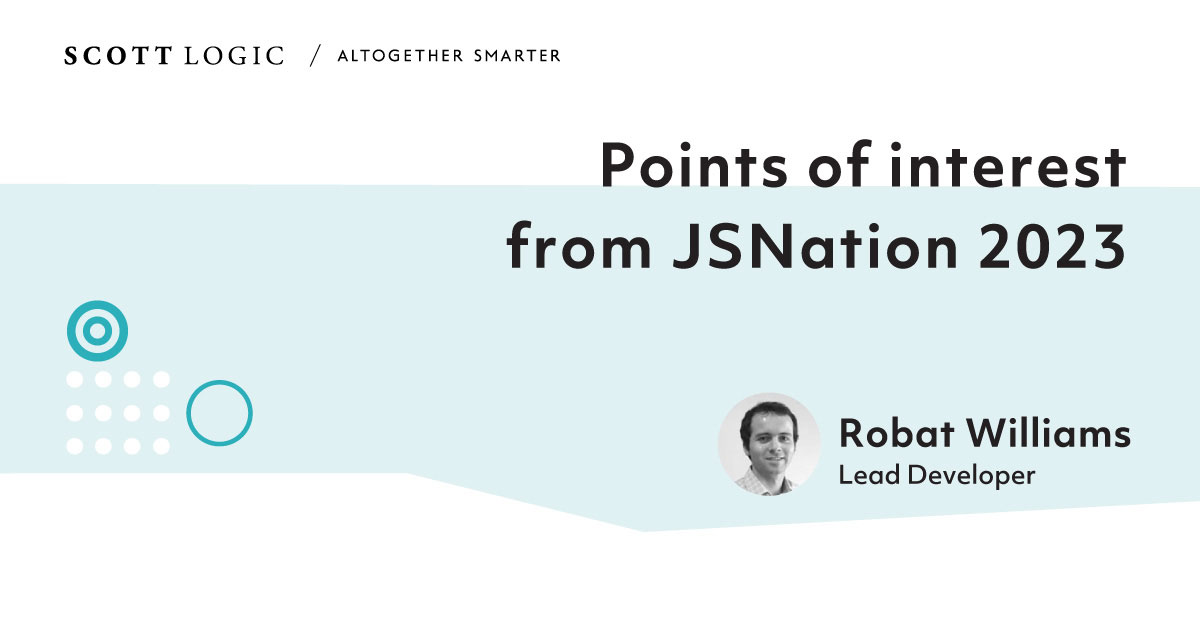 SCOTT LOGIC / ALTOGETHER SMARTER
Points of interest
from JSNation 2023
Robat Williams
Lead Developer